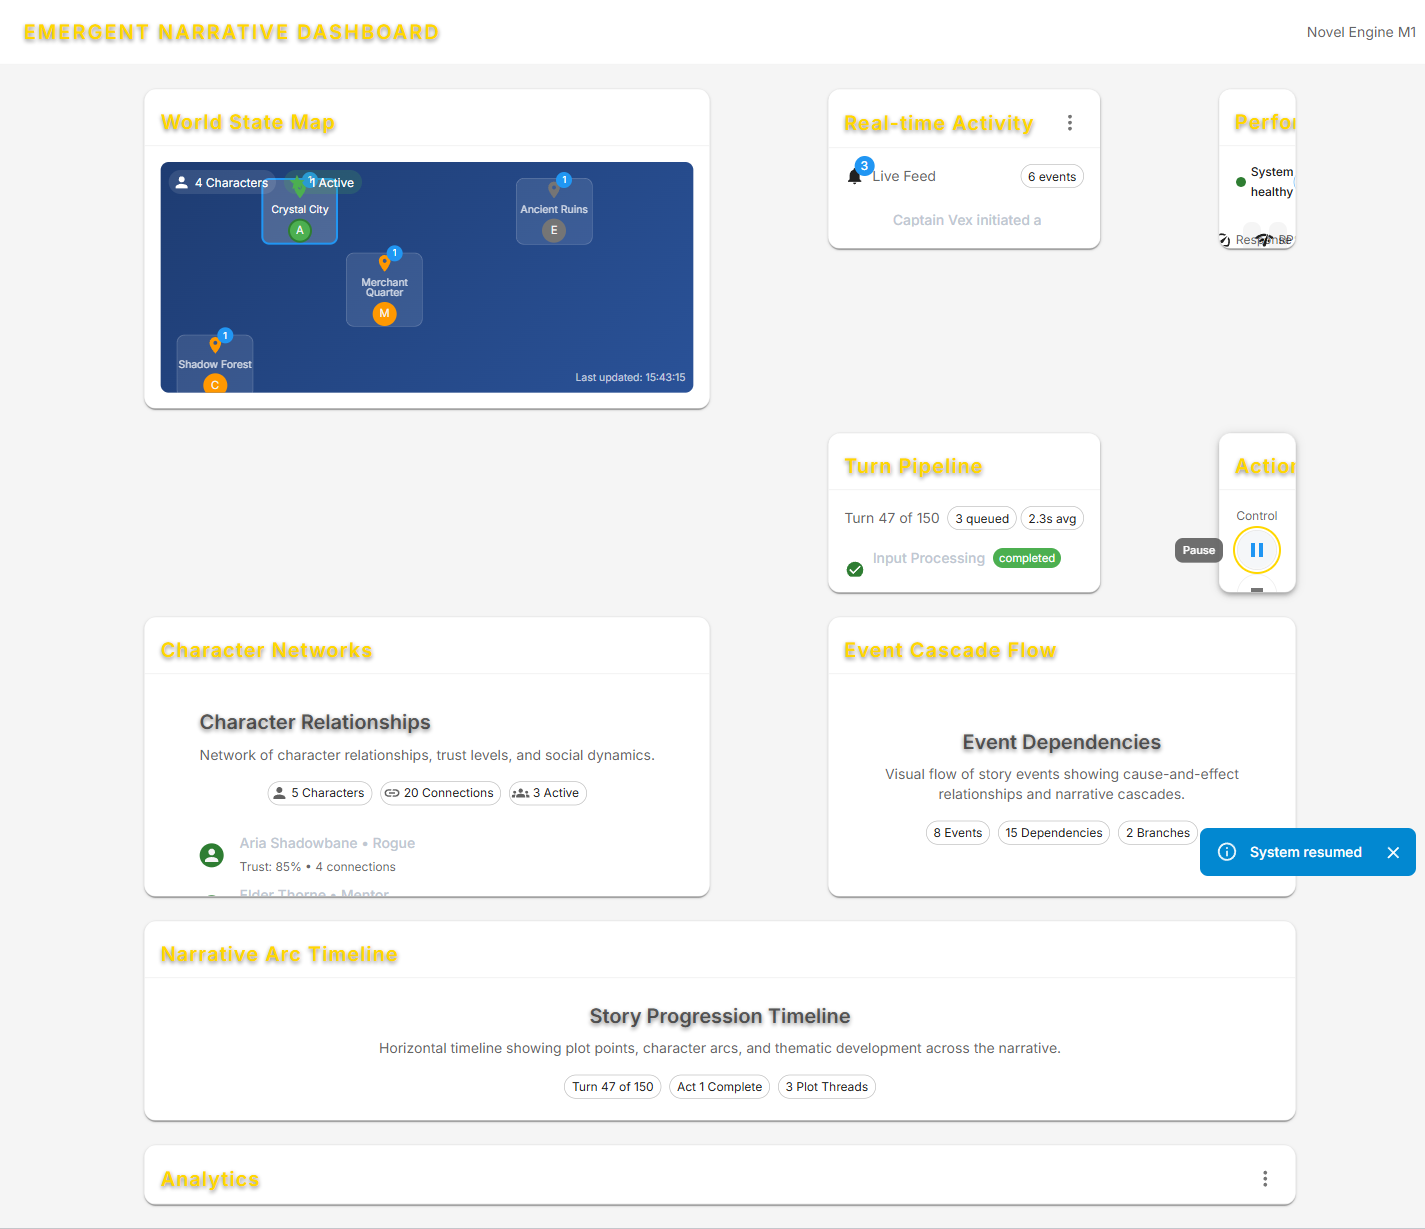 EMERGENT NARRATIVE DASHBOARD
Novel Engine M1
World State Map
4 Characters
1 Active
1
Crystal City
A
1
Ancient Ruins
E
1
Merchant
Quarter
M
1
Shadow Forest
C
Last updated: 15:43:15
Real-time Activity
3
Live Feed
6 events
Captain Vex initiated a
System
healthy
Turn Pipeline
Turn 47 of 150
3 queued
2.3s avg
Input Processing
completed
Action
Control
Pause
Character Networks
Character Relationships
Network of character relationships, trust levels, and social dynamics.
5 Characters
20 Connections
3 Active
Aria Shadowbane • Rogue
Trust: 85% • 4 connections
Elder Thorne • Mentor
Event Cascade Flow
Event Dependencies
Visual flow of story events showing cause-and-effect
relationships and narrative cascades.
8 Events
15 Dependencies
2 Branches
System resumed
Narrative Arc Timeline
Story Progression Timeline
Horizontal timeline showing plot points, character arcs, and thematic development across the narrative.
Turn 47 of 150
Act 1 Complete
3 Plot Threads
Analytics